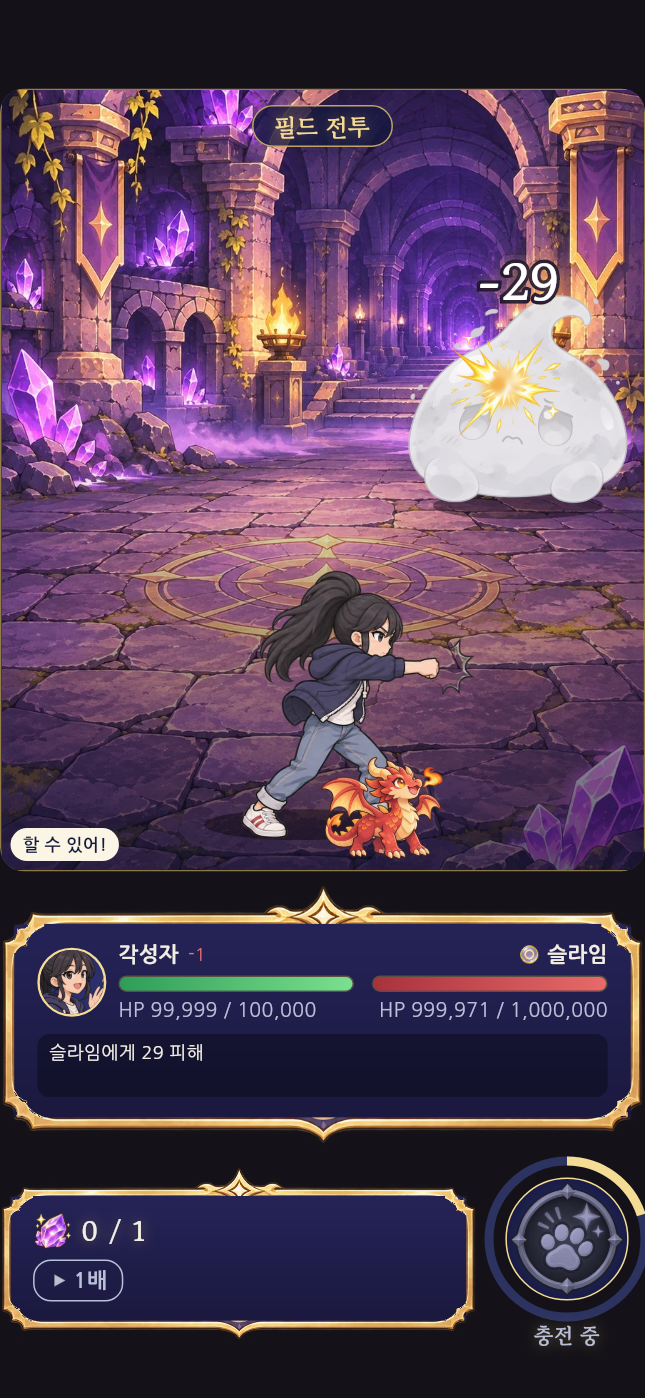 필드 전투
-29
할 수 있어!
각성자 -1
슬라임
HP 99,999 / 100,000
HP 999,971 / 1,000,000
슬라임에게 29 피해
0 / 1
▶ 1배
충전 중